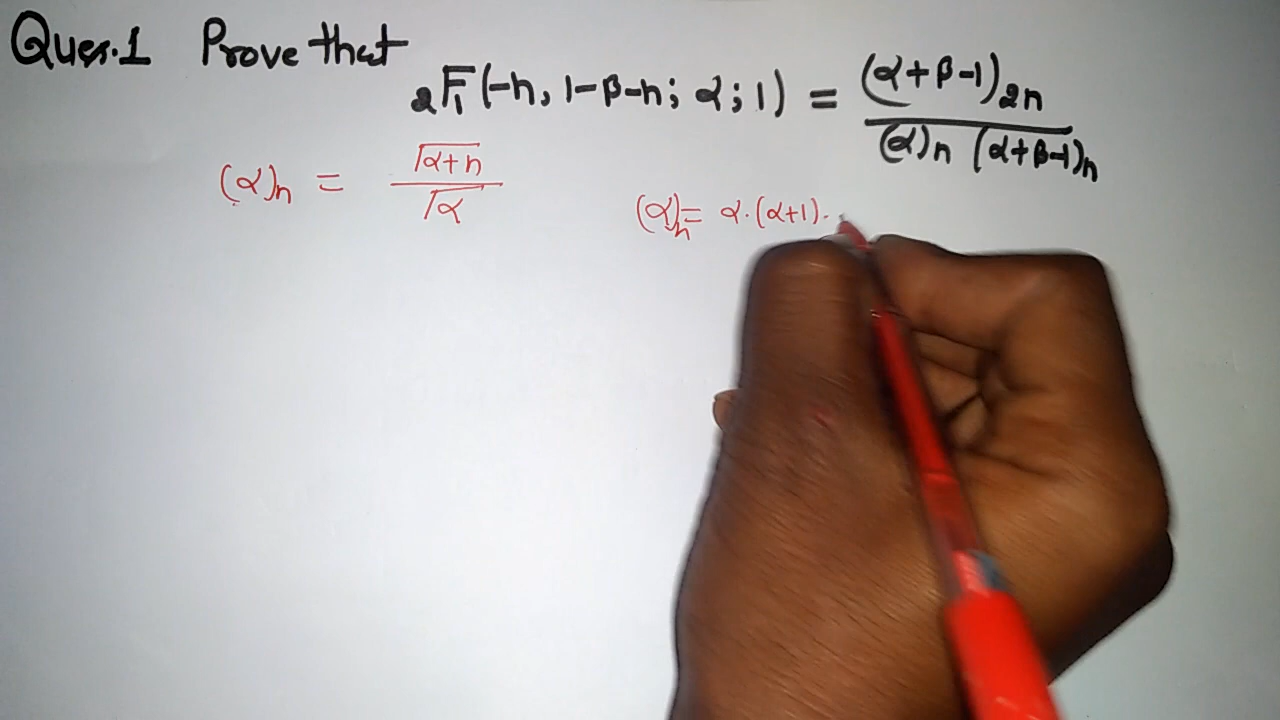 Ques.1 Prove that
₂F₁(-n, 1-β-n; α; 1) = (α+β-1)₂ₙ / (α)ₙ (α+β-1)ₙ
(α)ₙ = Γα+n / Γα
(α)ₙ = α·(α+1)·